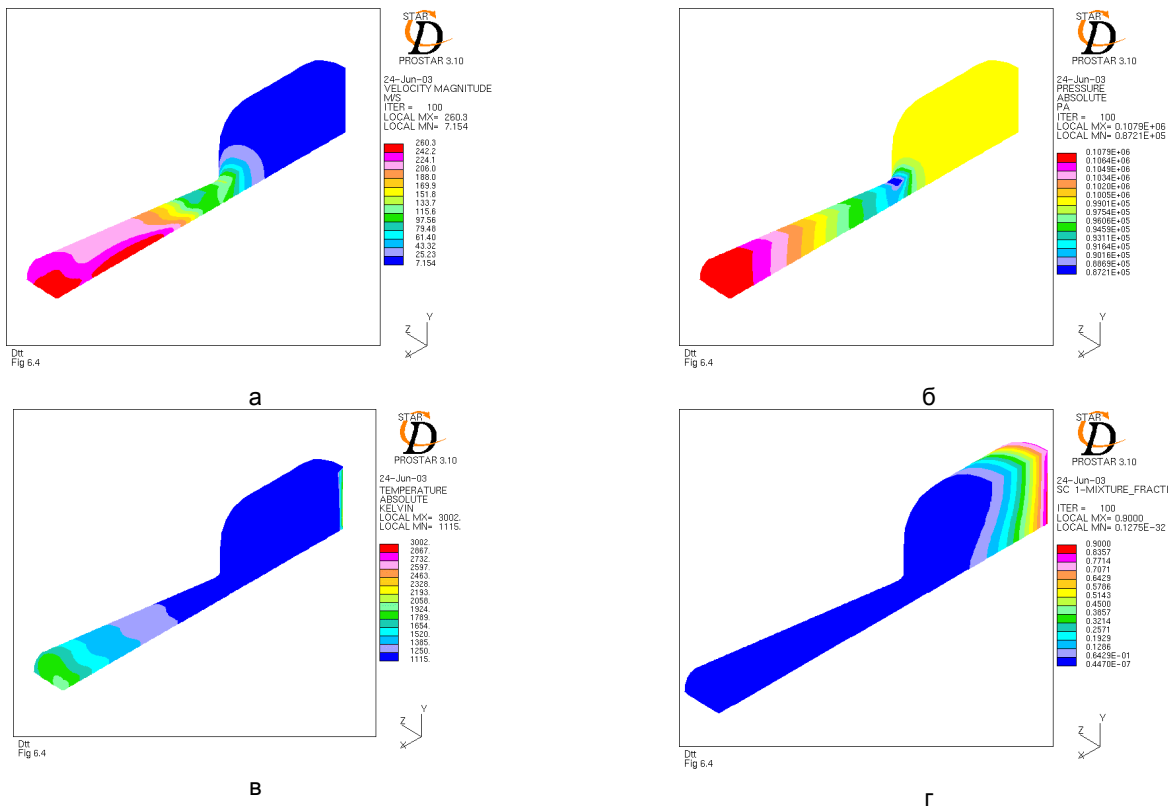 STAR
CD
PROSTAR 3.10
24-Jun-03
VELOCITY MAGNITUDE
M/S
ITER = 100
LOCAL MX= 260.3
LOCAL MN= 7.154
260.3
242.2
224.1
206.0
188.0
169.9
151.8
133.7
115.6
97.56
79.48
61.40
43.32
25.23
7.154
Y
Z
X
Dtt
Fig 6.4
а
STAR
CD
PROSTAR 3.10
24-Jun-03
PRESSURE
ABSOLUTE
PA
ITER = 100
LOCAL MX= 0.1079E+06
LOCAL MN= 0.8721E+05
0.1079E+06
0.1064E+06
0.1049E+06
0.1034E+06
0.1020E+06
0.1005E+06
0.9901E+05
0.9754E+05
0.9606E+05
0.9459E+05
0.9311E+05
0.9164E+05
0.9016E+05
0.8869E+05
0.8721E+05
Y
Z
X
Dtt
Fig 6.4
б
STAR
CD
PROSTAR 3.10
24-Jun-03
TEMPERATURE
ABSOLUTE
KELVIN
LOCAL MX= 3002.
LOCAL MN= 1115.
3002.
2867.
2732.
2597.
2463.
2328.
2193.
2058.
1924.
1789.
1654.
1520.
1385.
1250.
1115.
Y
Z
X
Dtt
Fig 6.4
в
STAR
CD
PROSTAR 3.10
24-Jun-03
SC 1-MIXTURE_FRACTI
ITER = 100
LOCAL MX= 0.9000
LOCAL MN= 0.1275E-32
0.9000
0.8357
0.7714
0.7071
0.6429
0.5786
0.5143
0.4500
0.3857
0.3214
0.2571
0.1929
0.1286
0.6429E-01
0.4470E-07
Y
Z
X
Dtt
Fig 6.4
г